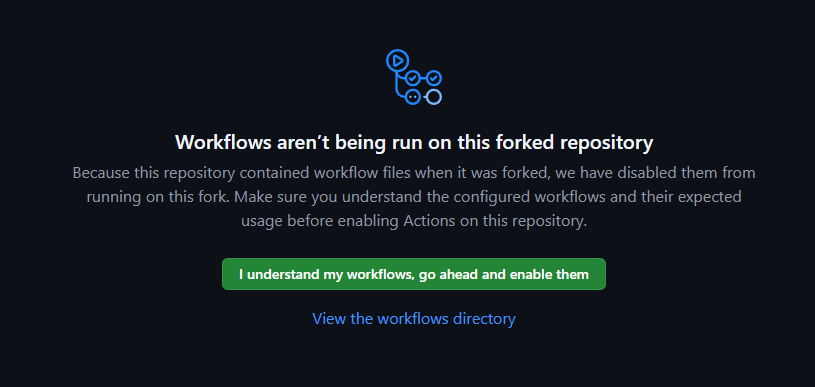 Workflows aren’t being run on this forked repository
Because this repository contained workflow files when it was forked, we have disabled them from
running on this fork. Make sure you understand the configured workflows and their expected
usage before enabling Actions on this repository.
I understand my workflows, go ahead and enable them
View the workflows directory